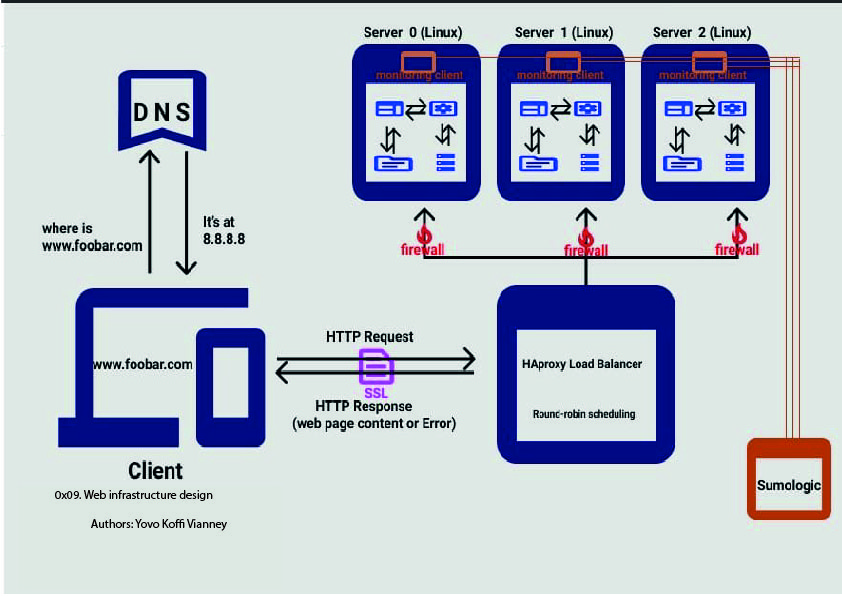 Server 0 (Linux)
Server 1 (Linux)
Server 2 (Linux)
monitoring client
monitoring client
monitoring client
DNS
where is
www.foobar.com
It's at
8.8.8.8
firewall
firewall
firewall
www.foobar.com
HTTP Request
SSL
HTTP Response
(web page content or Error)
HAproxy Load Balancer
Round-robin scheduling
Sumologic
Client
0x09. Web infrastructure design
Authors: Yovo Koffi Vianney